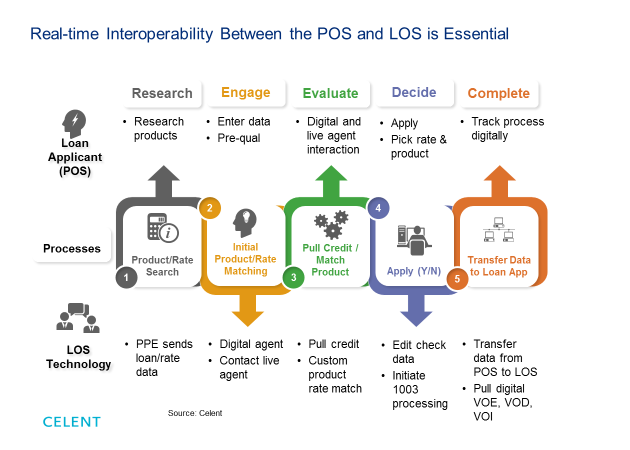 Real-time Interoperability Between the POS and LOS is Essential
Research
Engage
Evaluate
Decide
Complete
Loan
Applicant
(POS)
• Research
products
• Enter data
• Pre-qual
• Digital and
live agent
interaction
• Apply
• Pick rate &
product
• Track process
digitally
Processes
1
Product/Rate
Search
2
Initial
Product/Rate
Matching
3
Pull Credit /
Match
Product
4
Apply (Y/N)
5
Transfer Data
to Loan App
LOS
Technology
• PPE sends
loan/rate
data
• Digital agent
• Contact live
agent
• Pull credit
• Custom
product
rate match
• Edit check
data
• Initiate
1003
processing
• Transfer
data from
POS to LOS
• Pull digital
VOE, VOD,
VOI
CELENT
Source: Celent